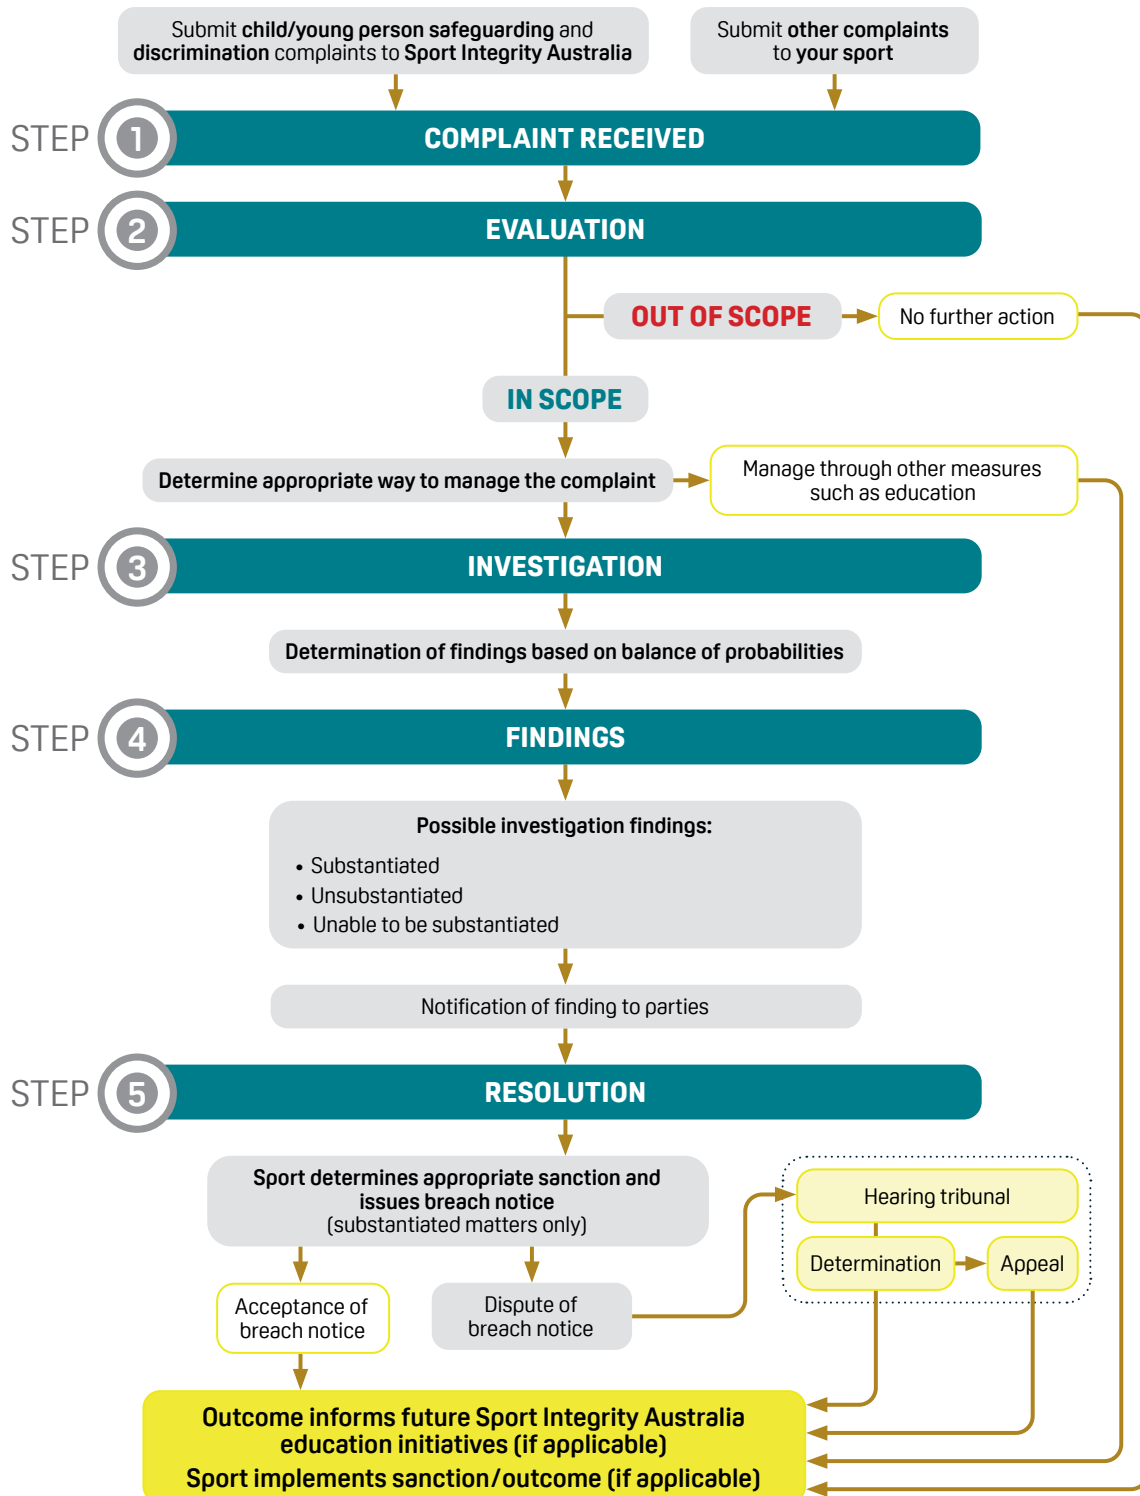 Submit child/young person safeguarding and
discrimination complaints to Sport Integrity Australia
Submit other complaints
to your sport
STEP 1
COMPLAINT RECEIVED
STEP 2
EVALUATION
OUT OF SCOPE
No further action
IN SCOPE
Determine appropriate way to manage the complaint
Manage through other measures
such as education
STEP 3
INVESTIGATION
Determination of findings based on balance of probabilities
STEP 4
FINDINGS
Possible investigation findings:
• Substantiated
• Unsubstantiated
• Unable to be substantiated
Notification of finding to parties
STEP 5
RESOLUTION
Sport determines appropriate sanction and
issues breach notice
(substantiated matters only)
Hearing tribunal
Determination
Appeal
Acceptance of
breach notice
Dispute of
breach notice
Outcome informs future Sport Integrity Australia
education initiatives (if applicable)
Sport implements sanction/outcome (if applicable)